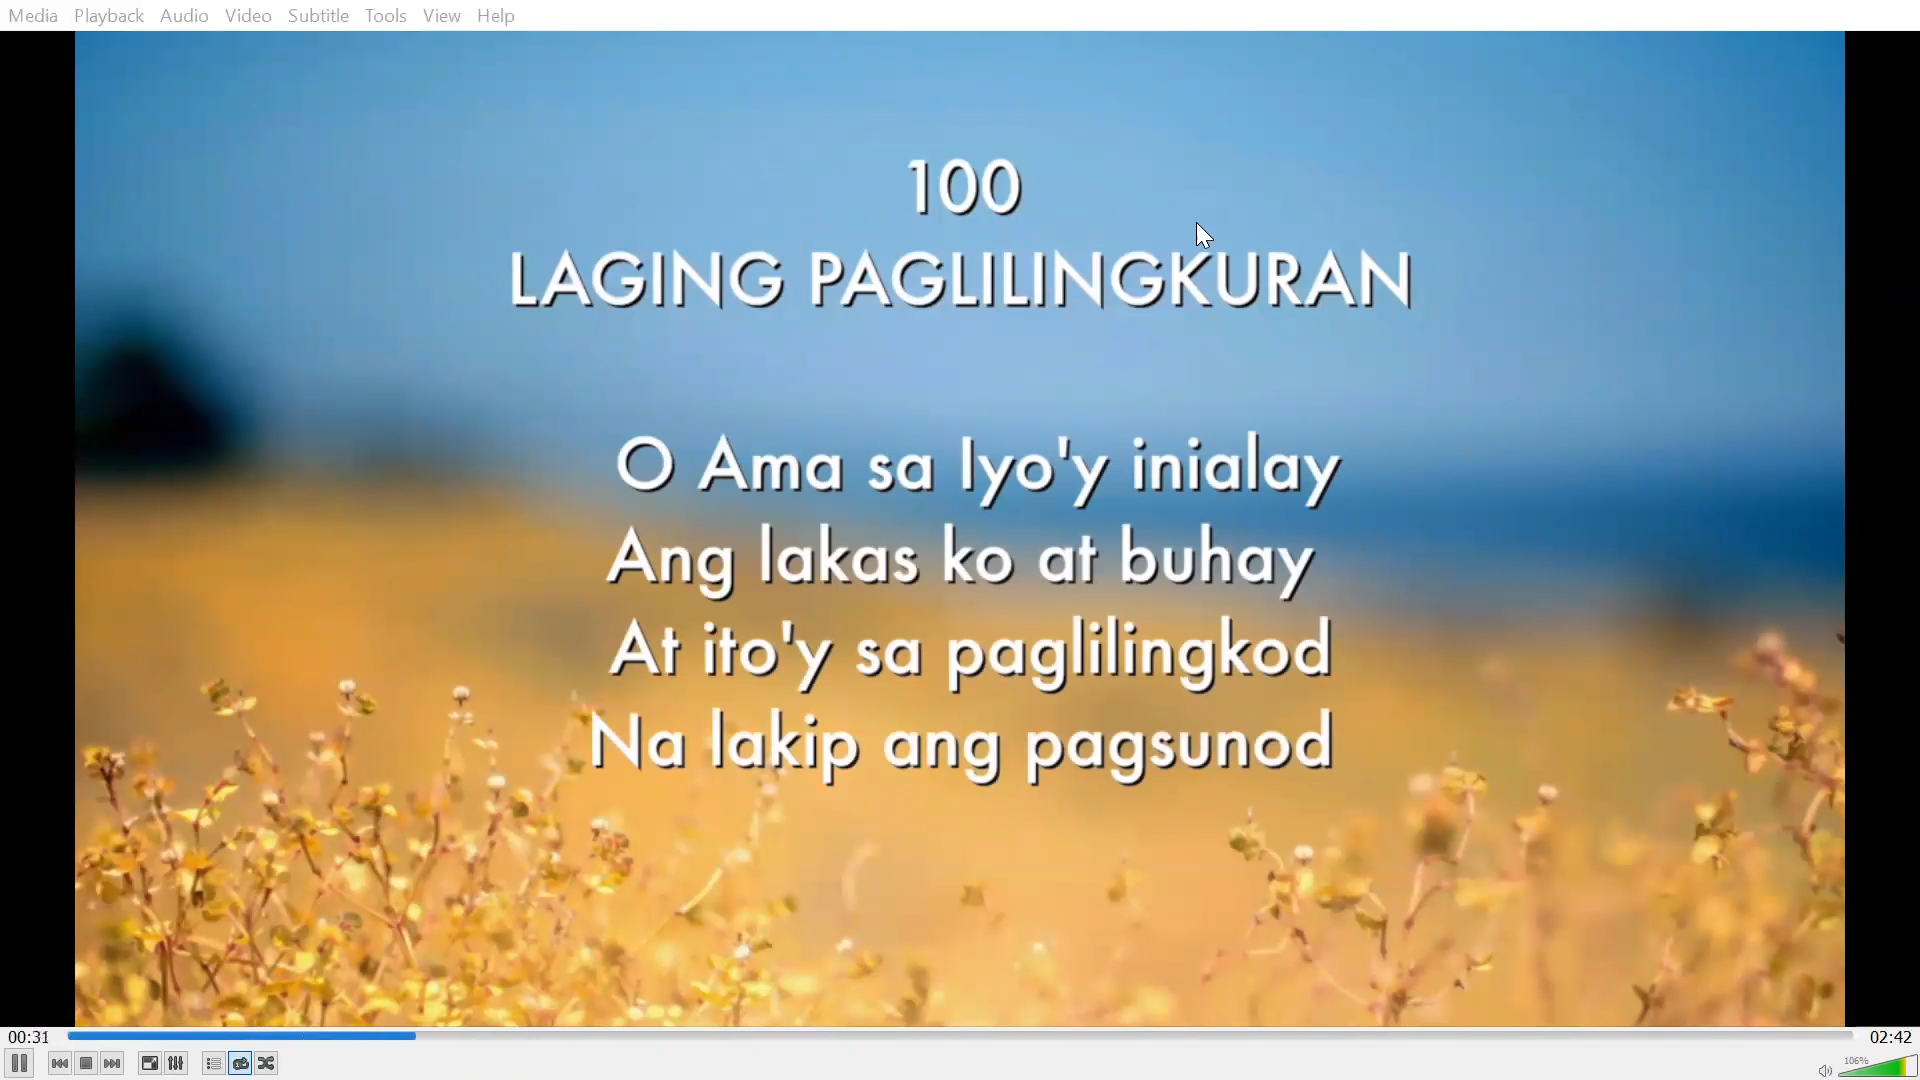 Media Playback Audio Video Subtitle Tools View Help
100
LAGING PAGLILINGKURAN
O Ama sa Iyo'y inialay
Ang lakas ko at buhay
At ito'y sa paglilingkod
Na lakip ang pagsunod
00:31 02:42
106%